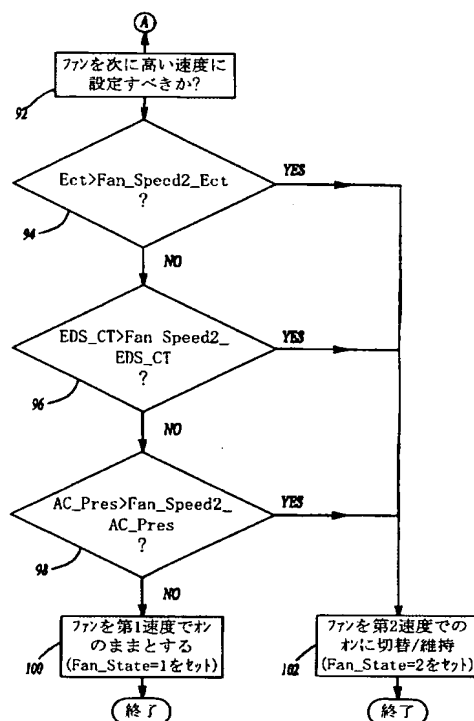 A
ファンを次に高い速度に
設定すべきか?
92
Ect>Fan_Speed2_Ect
?
YES
94
NO
EDS_CT>Fan Speed2_
EDS_CT
?
YES
96
NO
AC_Pres>Fan_Speed2_
AC_Pres
?
YES
98
NO
ファンを第1速度でオン
のままとする
(Fan_State=1をセット)
100
ファンを第2速度での
オンに切替/維持
(Fan_State=2をセット)
102
終了
終了